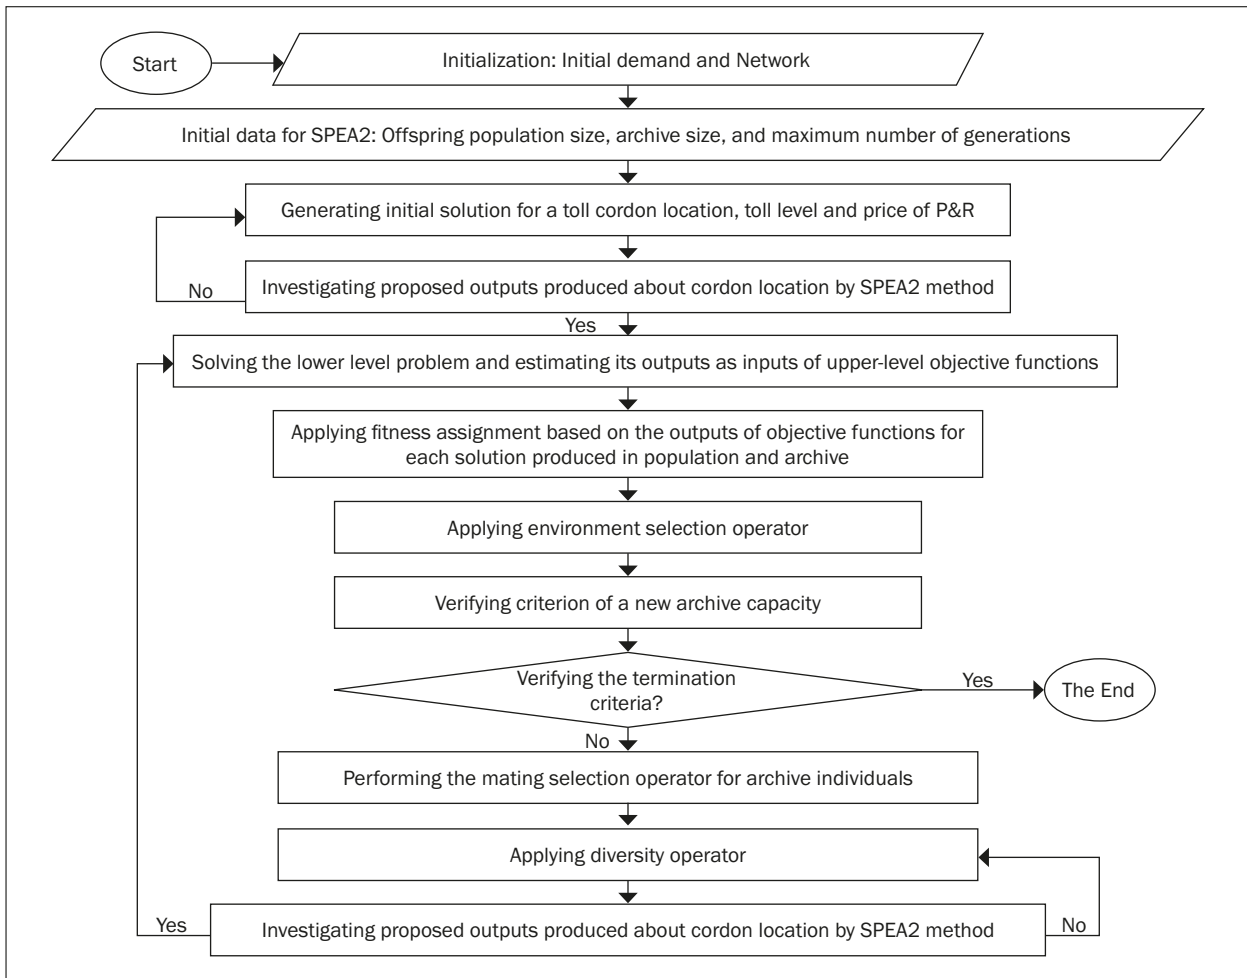 Start
Initialization: Initial demand and Network
Initial data for SPEA2: Offspring population size, archive size, and maximum number of generations
Generating initial solution for a toll cordon location, toll level and price of P&R
No
Investigating proposed outputs produced about cordon location by SPEA2 method
Yes
Solving the lower level problem and estimating its outputs as inputs of upper-level objective functions
Applying fitness assignment based on the outputs of objective functions for
each solution produced in population and archive
Applying environment selection operator
Verifying criterion of a new archive capacity
Verifying the termination
criteria?
Yes
The End
No
Performing the mating selection operator for archive individuals
Applying diversity operator
Yes
Investigating proposed outputs produced about cordon location by SPEA2 method
No